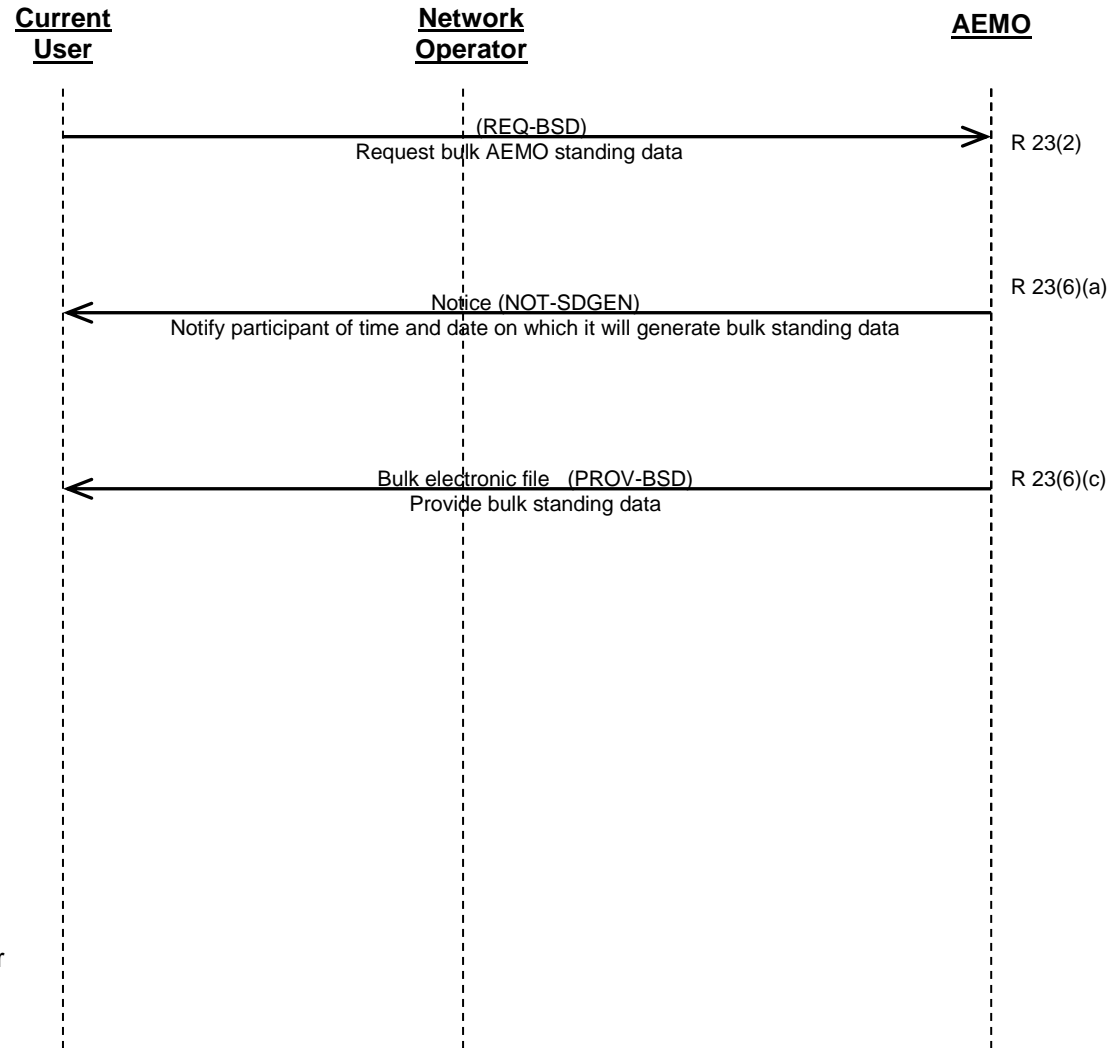 Current
User
Network
Operator
AEMO
(REQ-BSD)
Request bulk AEMO standing data
R 23(2)
R 23(6)(a)
Notice (NOT-SDGEN)
Notify participant of time and date on which it will generate bulk standing data
Bulk electronic file (PROV-BSD)
R 23(6)(c)
Provide bulk standing data
r